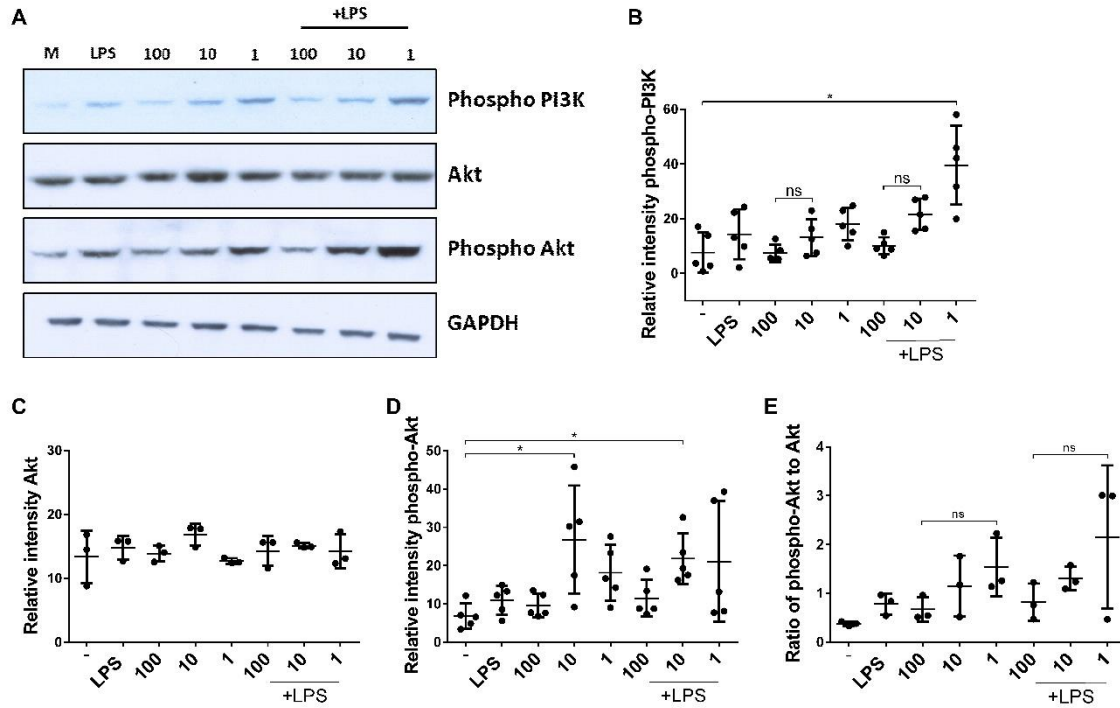 A
+LPS
M LPS 100 10 1 100 10 1
Phospho PI3K
Akt
Phospho Akt
GAPDH
B
Relative intensity phospho-PI3K
60
40
20
0
*
ns
ns
- LPS 100 10 1 100 10 1
+LPS
C
Relative intensity Akt
30
20
10
0
- LPS 100 10 1 100 10 1
+LPS
D
Relative intensity phospho-Akt
50
40
30
20
10
0
*
*
- LPS 100 10 1 100 10 1
+LPS
E
Ratio of phospho-Akt to Akt
4
3
2
1
0
ns
ns
- LPS 100 10 1 100 10 1
+LPS